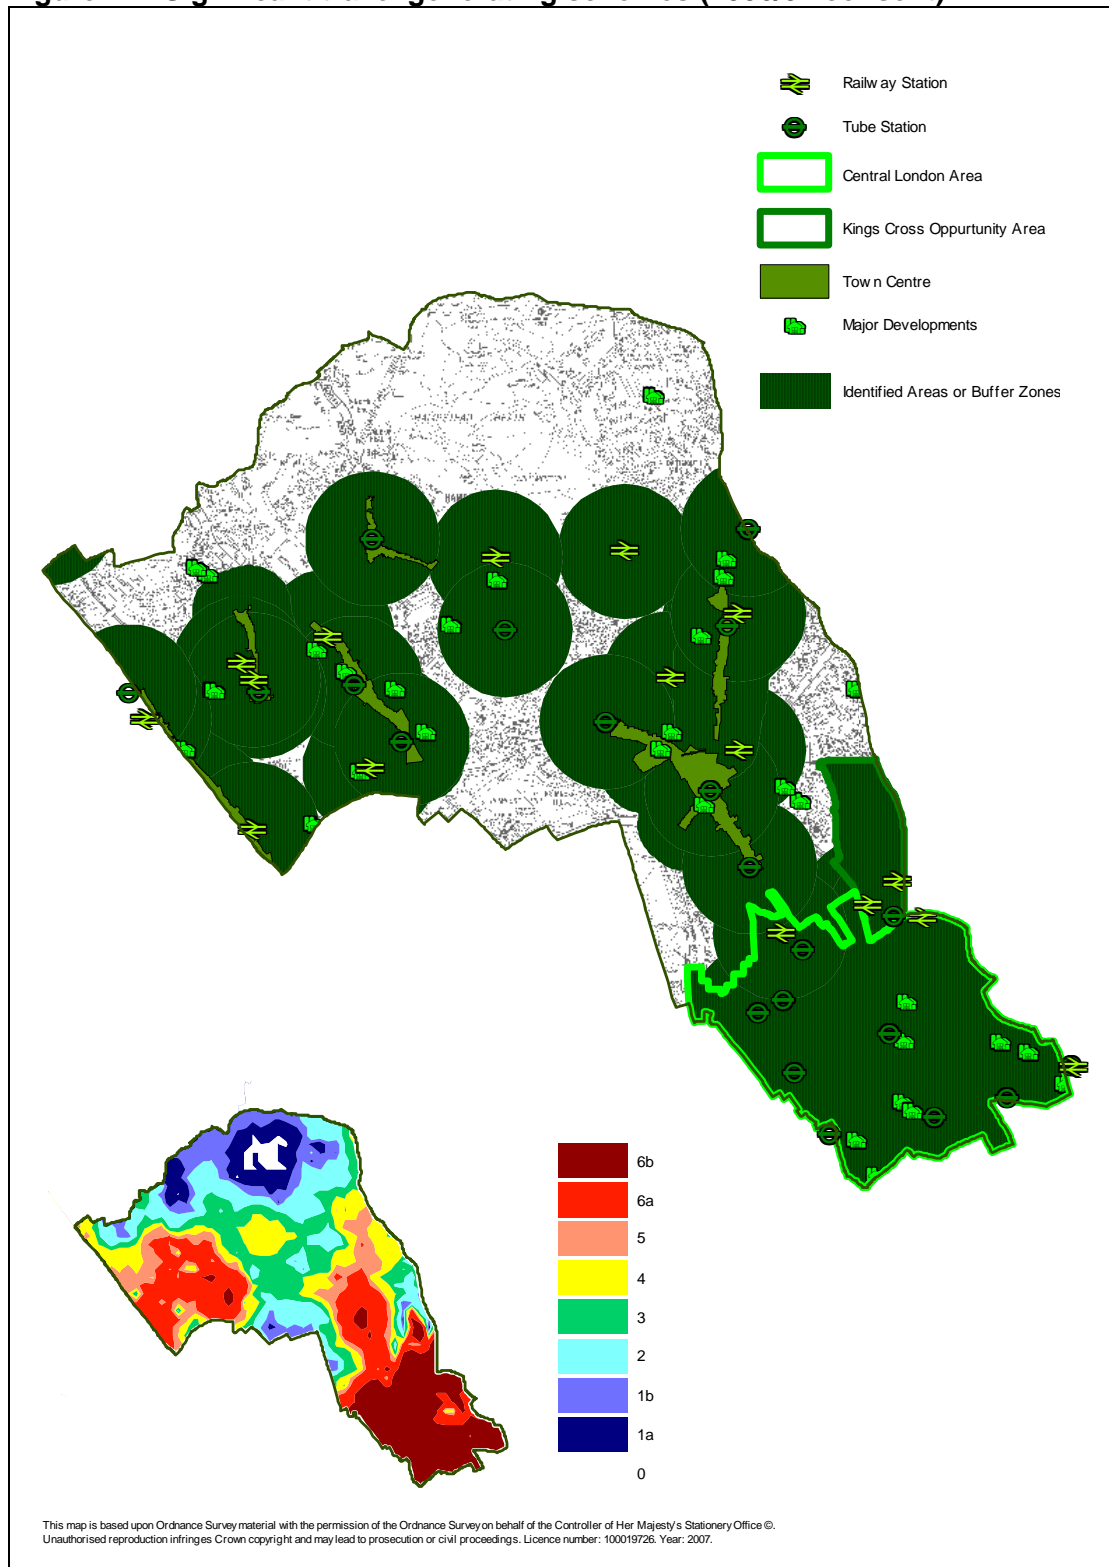 Railway Station
Tube Station
Central London Area
Kings Cross Oppurtunity Area
Town Centre
Major Developments
Identified Areas or Buffer Zones
6b
6a
5
4
3
2
1b
1a
0
This map is based upon Ordnance Survey material with the permission of the Ordnance Survey on behalf of the Controller of Her Majesty's Stationery Office ©.
Unauthorised reproduction infringes Crown copyright and may lead to prosecution or civil proceedings. Licence number: 100019726. Year: 2007.